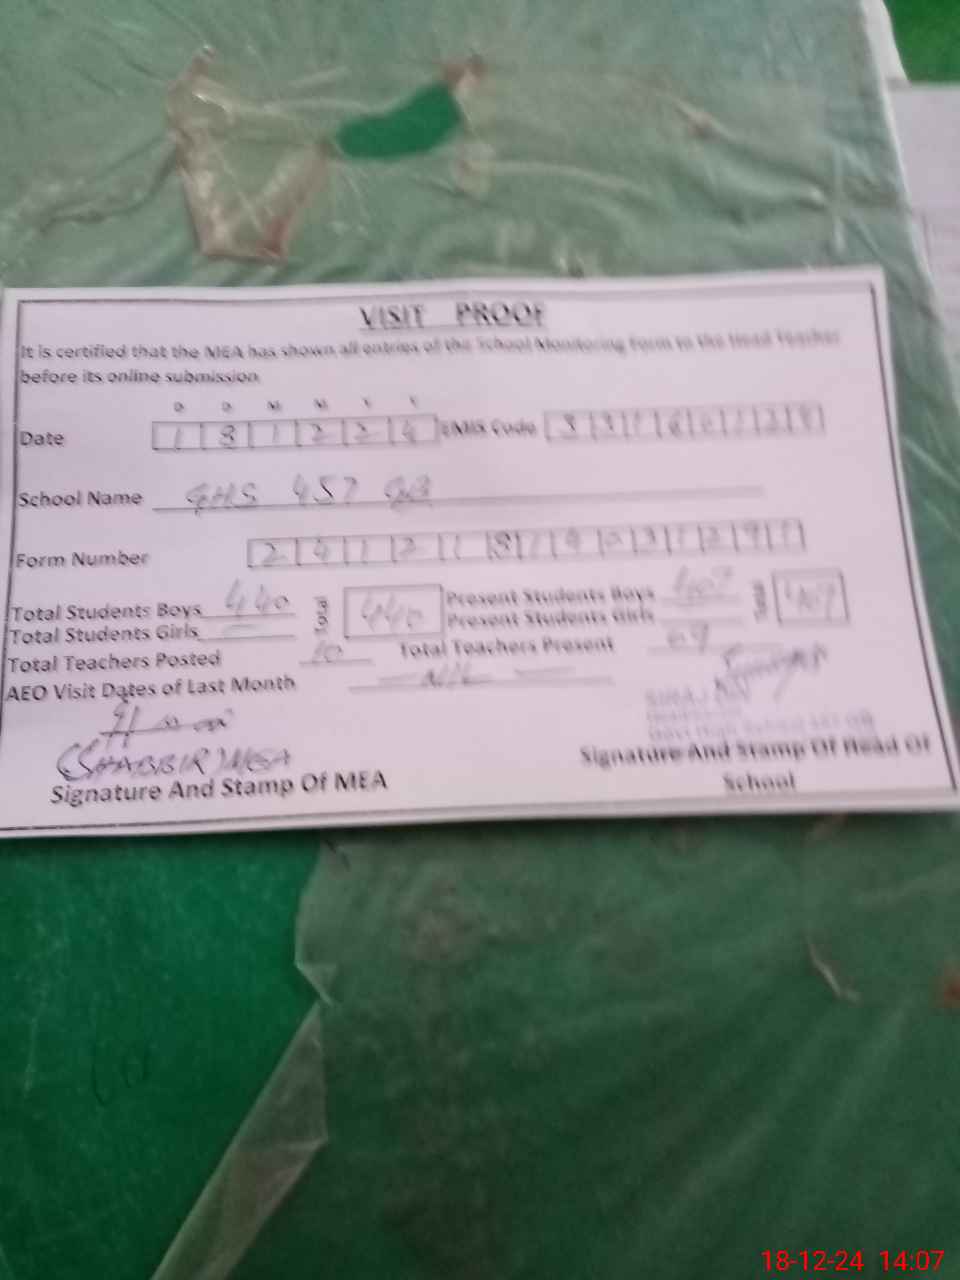 VISIT PROOF
It is certified that the MEA has shown all entries of the School Monitoring Form to the Head Teacher
before its online submission.
D D M M Y Y
Date 1 8 1 2 2 4 EMIS Code
School Name GHS 457 GB
Form Number
Total Students Boys 440 440 Present Students Boys 407 407
Total Students Girls Present Students Girls
Total Teachers Posted 10 Total Teachers Present 09
AEO Visit Dates of Last Month NIL
(SHABBIR) MEA
Signature And Stamp Of MEA
Signature And Stamp Of Head Of
School
18-12-24 14:07